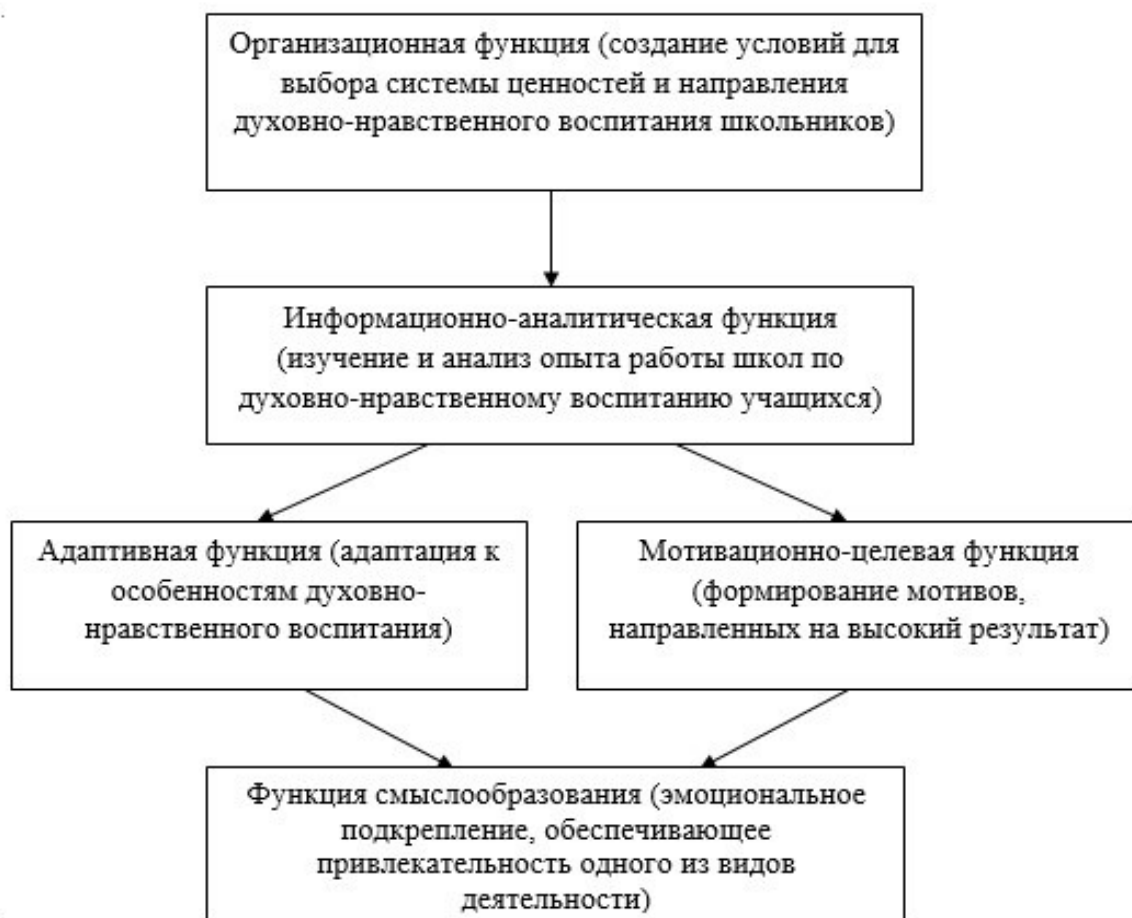 Организационная функция (создание условий для
выбора системы ценностей и направления
духовно-нравственного воспитания школьников)
Информационно-аналитическая функция
(изучение и анализ опыта работы школ по
духовно-нравственному воспитанию учащихся)
Адаптивная функция (адаптация к
особенностям духовно-
нравственного воспитания)
Мотивационно-целевая функция
(формирование мотивов,
направленных на высокий результат)
Функция смыслообразования (эмоциональное
подкрепление, обеспечивающее
привлекательность одного из видов
деятельности)